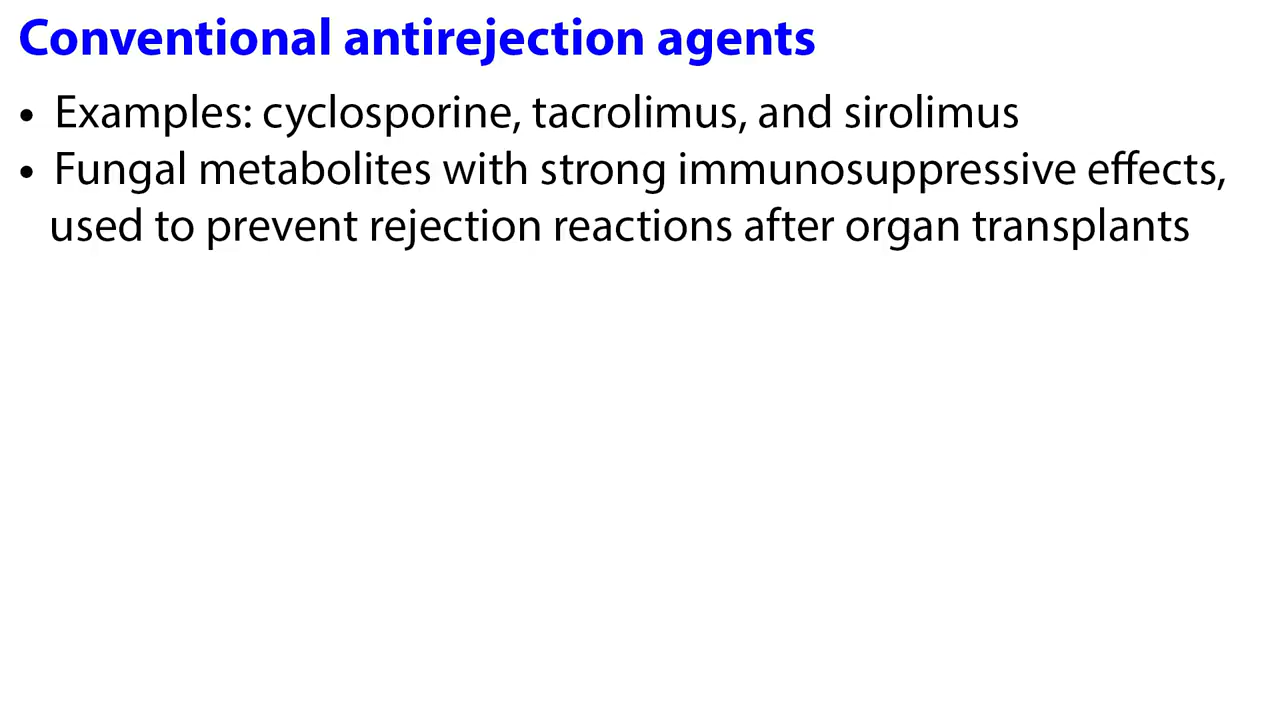 Conventional antirejection agents
• Examples: cyclosporine, tacrolimus, and sirolimus
• Fungal metabolites with strong immunosuppressive effects,
used to prevent rejection reactions after organ transplants